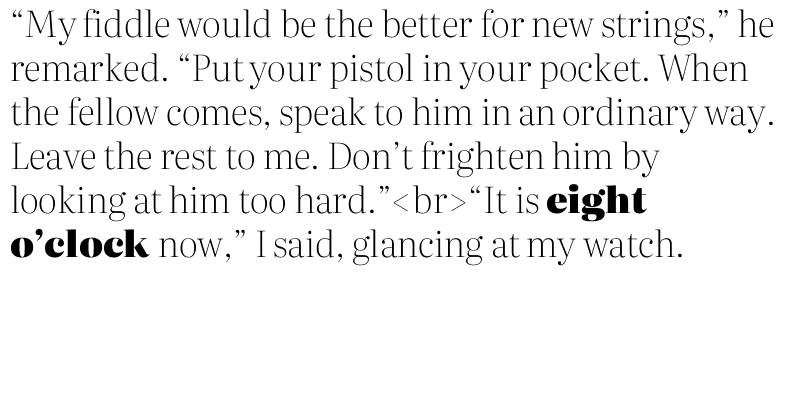 “My fiddle would be the better for new strings,” he
remarked. “Put your pistol in your pocket. When
the fellow comes, speak to him in an ordinary way.
Leave the rest to me. Don’t frighten him by
looking at him too hard.”<br>“It is eight
o’clock now,” I said, glancing at my watch.